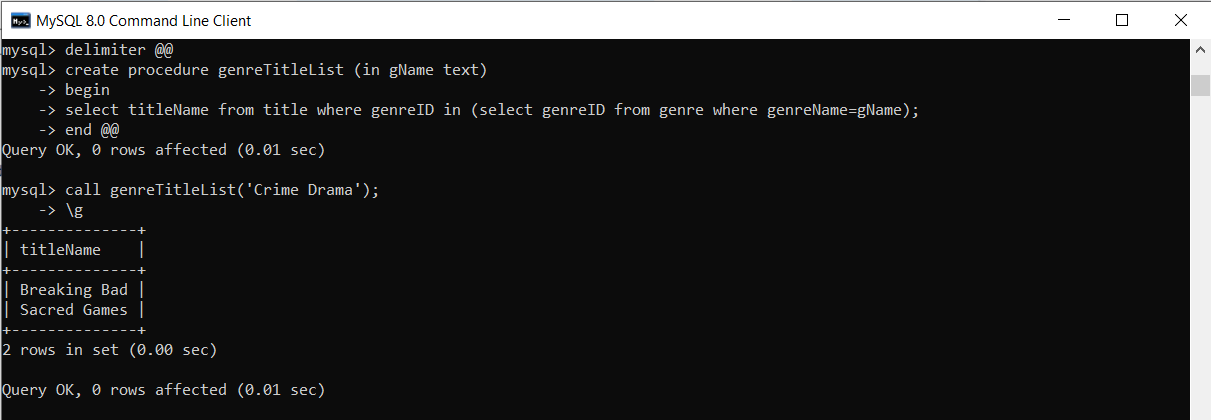 MySQL 8.0 Command Line Client
mysql> delimiter @@
mysql> create procedure genreTitleList (in gName text)
    -> begin
    -> select titleName from title where genreID in (select genreID from genre where genreName=gName);
    -> end @@
Query OK, 0 rows affected (0.01 sec)
mysql> call genreTitleList('Crime Drama');
    -> \g
+--------------+
| titleName    |
+--------------+
| Breaking Bad |
| Sacred Games |
+--------------+
2 rows in set (0.00 sec)
Query OK, 0 rows affected (0.01 sec)